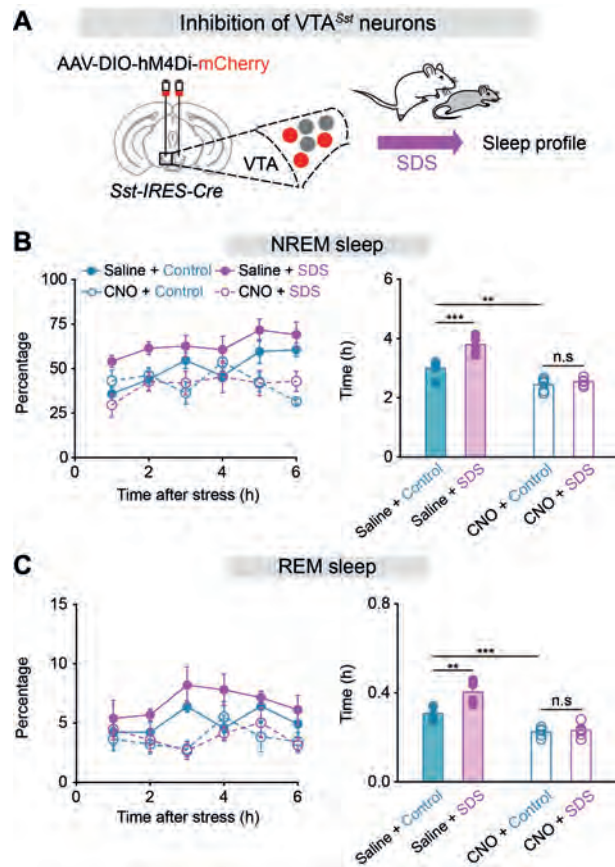 A
Inhibition of VTASst neurons
AAV-DIO-hM4Di-mCherry
VTA
Sst-IRES-Cre
SDS
Sleep profile
B
NREM sleep
Saline + Control
Saline + SDS
CNO + Control
CNO + SDS
Percentage
100
75
50
25
0
0 2 4 6
Time after stress (h)
Time (h)
6
4
2
0
**
***
n.s
Saline + Control
Saline + SDS
CNO + Control
CNO + SDS
C
REM sleep
Percentage
15
10
5
0
0 2 4 6
Time after stress (h)
Time (h)
0.8
0.4
0.0
***
**
n.s
Saline + Control
Saline + SDS
CNO + Control
CNO + SDS